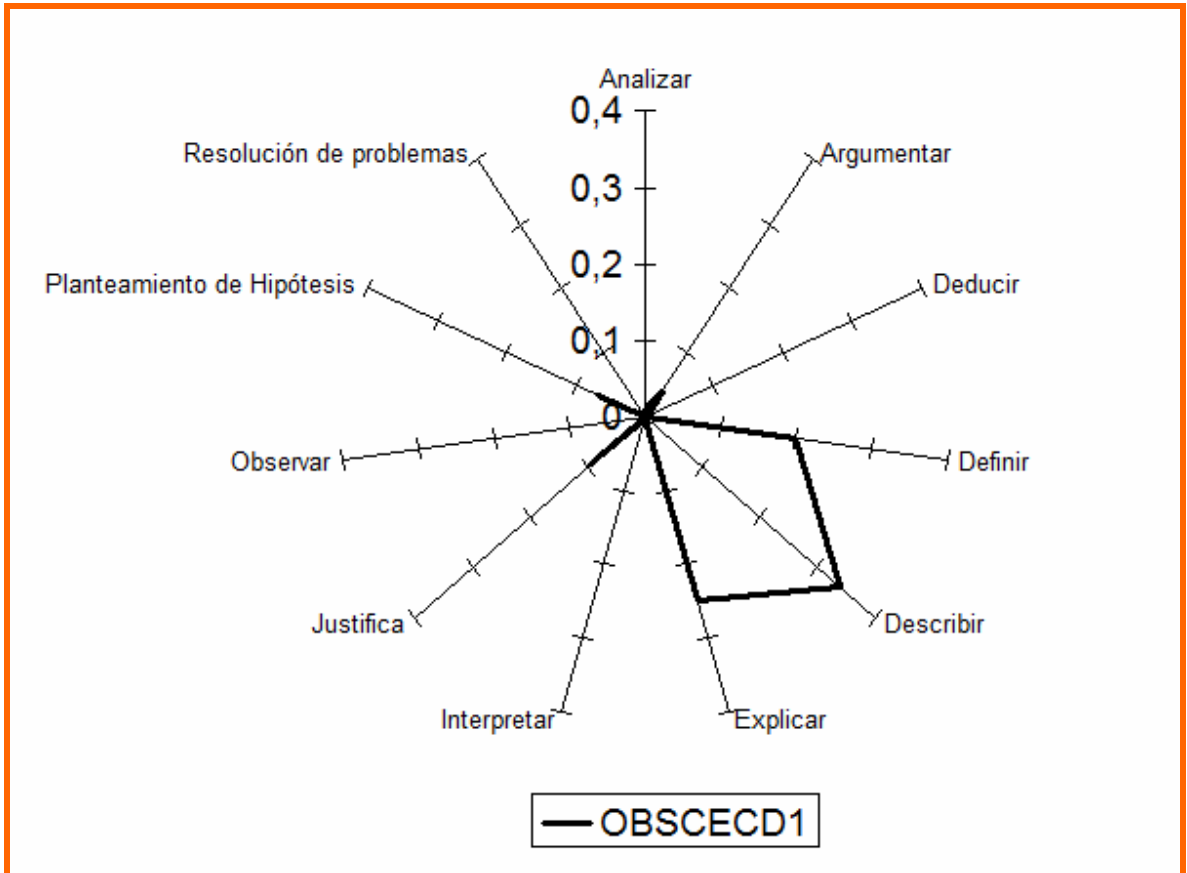 Analizar
0,4
Resolución de problemas
Argumentar
0,3
0,2
Planteamiento de Hipótesis
Deducir
0,1
0
Observar
Definir
Justifica
Describir
Interpretar
Explicar
OBSCECD1